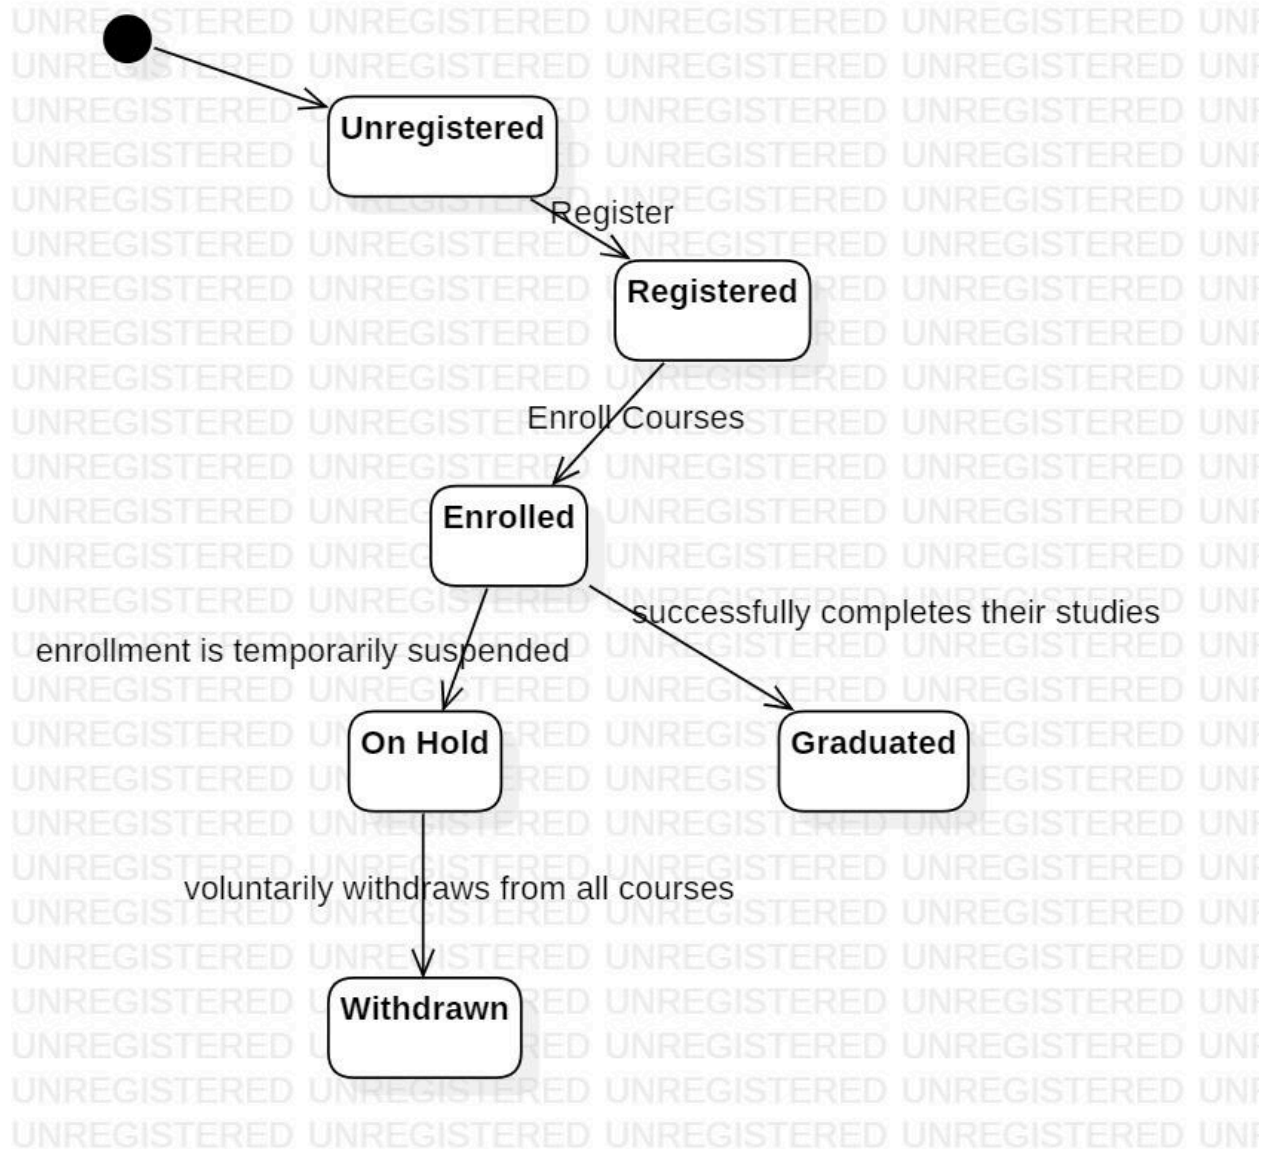 Unregistered
Register
Registered
Enroll Courses
Enrolled
successfully completes their studies
enrollment is temporarily suspended
On Hold
Graduated
voluntarily withdraws from all courses
Withdrawn